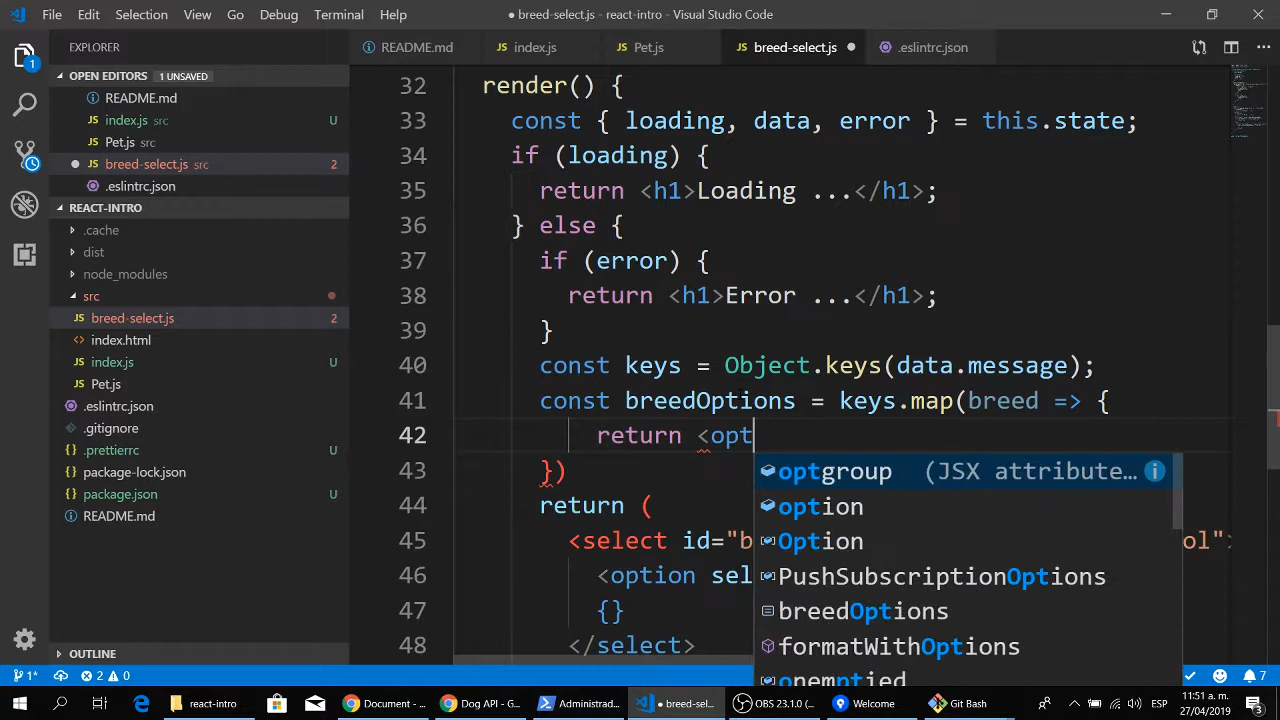 File Edit Selection View Go Debug Terminal Help
● breed-select.js - react-intro - Visual Studio Code
EXPLORER
OPEN EDITORS 1 UNSAVED
README.md
index.js src U
Pet.js src
breed-select.js src 2
.eslintrc.json
REACT-INTRO
.cache
dist
node_modules
src
breed-select.js 2
index.html
index.js U
Pet.js
.eslintrc.json
.gitignore
.prettierrc U
package-lock.json
package.json U
README.md
OUTLINE
README.md index.js Pet.js breed-select.js .eslintrc.json
32 render() {
33 const { loading, data, error } = this.state;
34 if (loading) {
35 return <h1>Loading ...</h1>;
36 } else {
37 if (error) {
38 return <h1>Error ...</h1>;
39 }
40 const keys = Object.keys(data.message);
41 const breedOptions = keys.map(breed => {
42 return <opt
43 })
44 return (
45 <select id="b ol">
46 <option sel
47 {}
48 </select>
optgroup (JSX attribute...
option
Option
PushSubscriptionOptions
breedOptions
formatWithOptions
onemptied
1* 2 0 7
react-intro
Document - ...
Dog API - G...
Administrad...
● breed-sel...
OBS 23.1.0 (...
Welcome
Git Bash
ESP
11:51 a. m.
27/04/2019
3